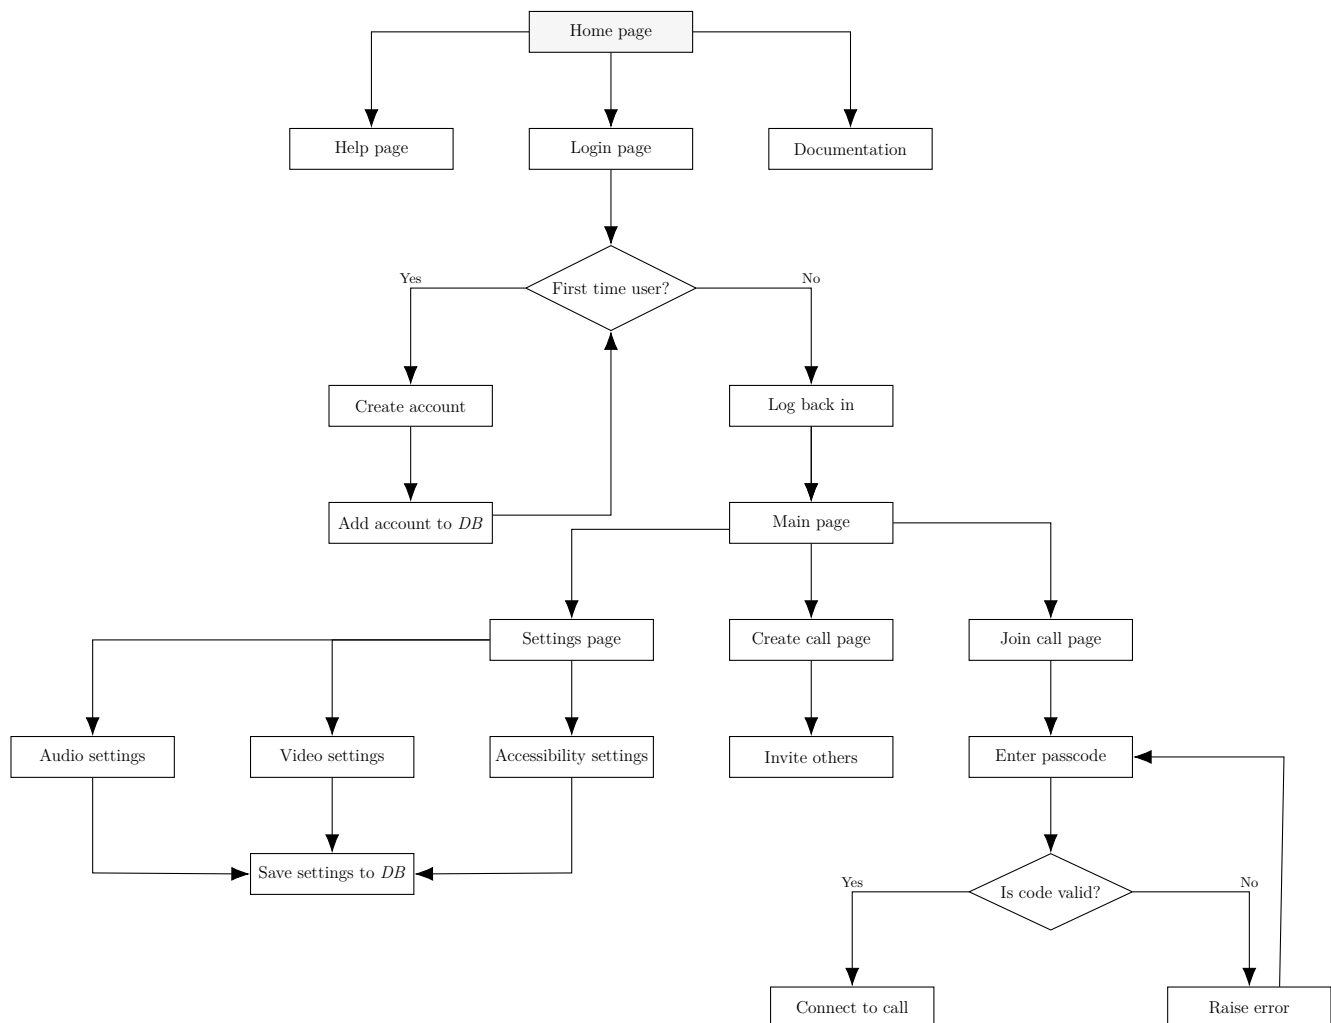 Home page
Help page
Login page
Documentation
First time user?
Yes
No
Create account
Log back in
Add account to DB
Main page
Settings page
Create call page
Join call page
Audio settings
Video settings
Accessibility settings
Invite others
Enter passcode
Save settings to DB
Is code valid?
Yes
No
Connect to call
Raise error